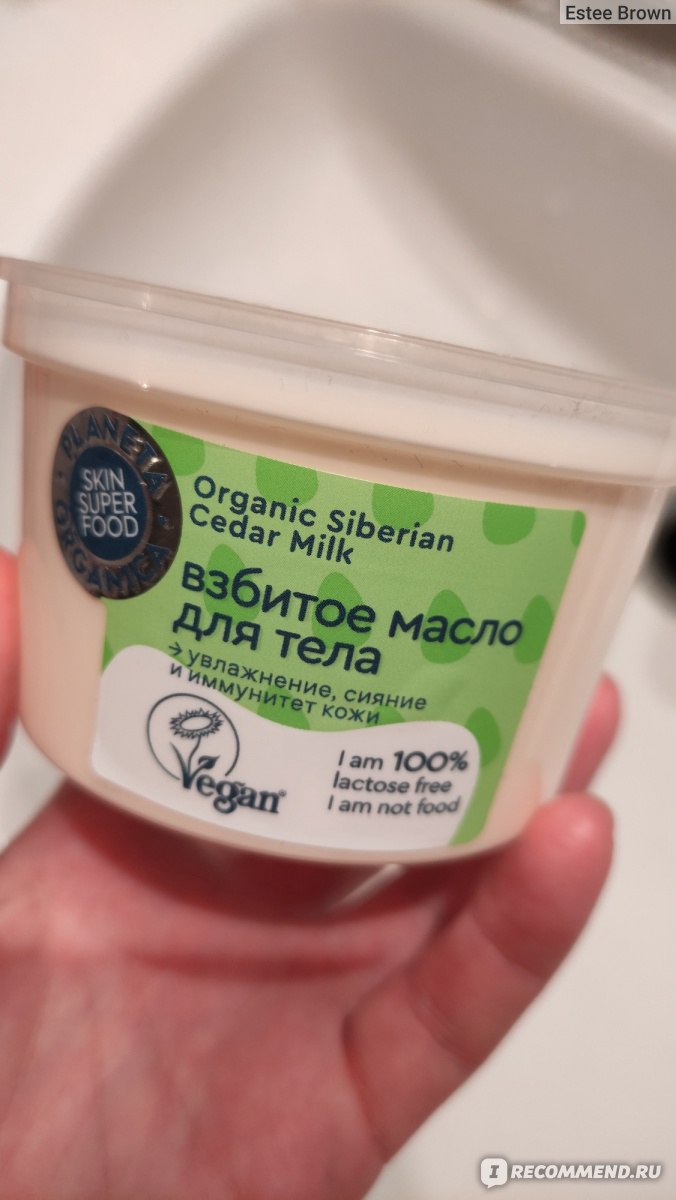 Estee Brown
PLANETA
SKIN
SUPER
FOOD
ORGANICA
Organic Siberian
Cedar Milk
взбитое масло
для тела
→ увлажнение, сияние
и иммунитет кожи
Vegan
I am 100%
lactose free
I am not food
IRECOMMEND.RU